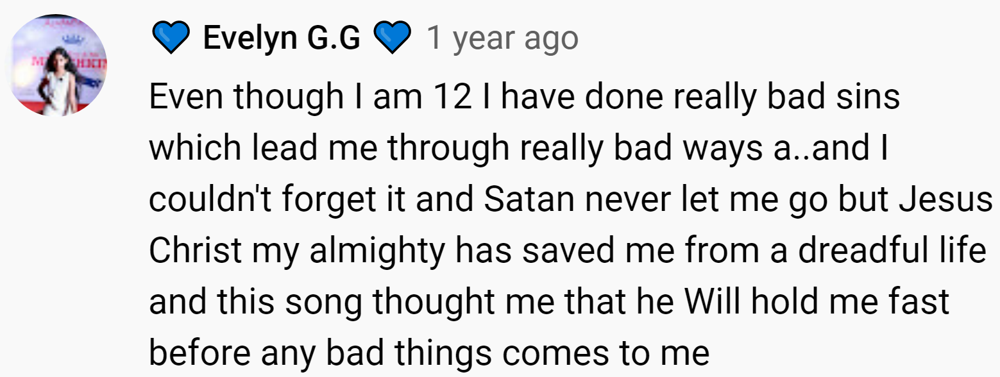 💙 Evelyn G.G 💙 1 year ago
Even though I am 12 I have done really bad sins
which lead me through really bad ways a..and I
couldn't forget it and Satan never let me go but Jesus
Christ my almighty has saved me from a dreadful life
and this song thought me that he Will hold me fast
before any bad things comes to me